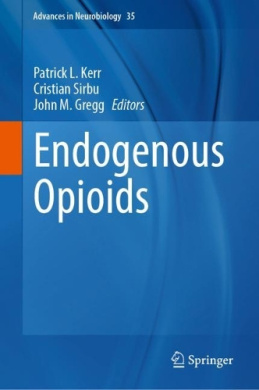 Advances in Neurobiology 35
Patrick L. Kerr
Cristian Sirbu
John M. Gregg Editors
Endogenous
Opioids
Springer